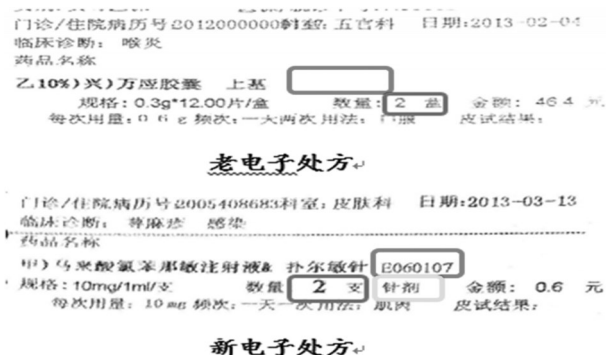 门诊/住院病历号2012000000科室: 五官科 日期:2013-02-04
临床诊断: 喉炎
药品名称
乙10%)兴)万应胶囊 上基
规格: 0.3g*12.00片/盒 数量: 2 盒 金额: 46.4 元
每次用量: 0.6 g 频次: 一天两次 用法: 口服 皮试结果:
老电子处方
门诊/住院病历号2005408683科室: 皮肤科 日期:2013-03-13
临床诊断: 荨麻疹 感染
药品名称
甲) 马来酸氯苯那敏注射液& 扑尔敏针 E060107
规格: 10mg/1ml/支 数量 2 支 针剂 金额: 0.6 元
每次用量: 10 mg 频次: 一天一次 用法: 肌肉 皮试结果:
新电子处方